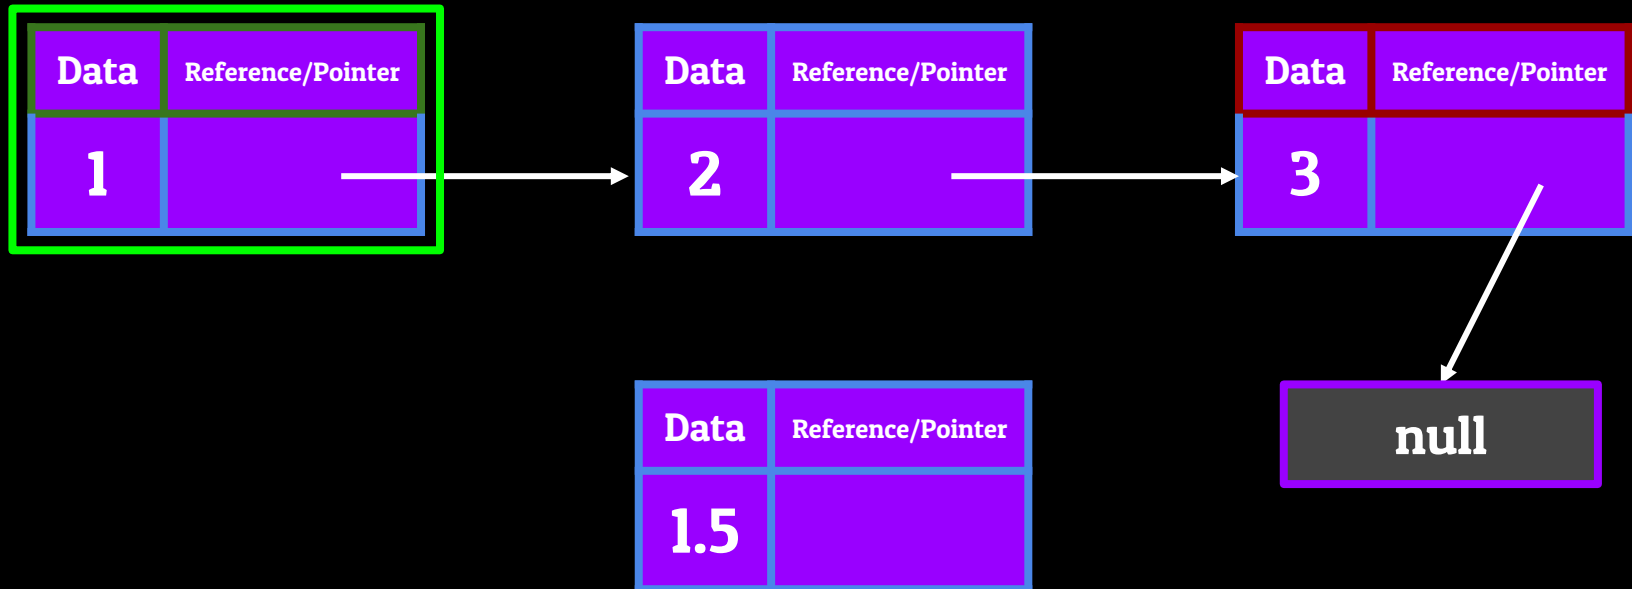 Data Reference/Pointer Data Reference/Pointer Data Reference/Pointer
1 2 3
Data Reference/Pointer null
1.5